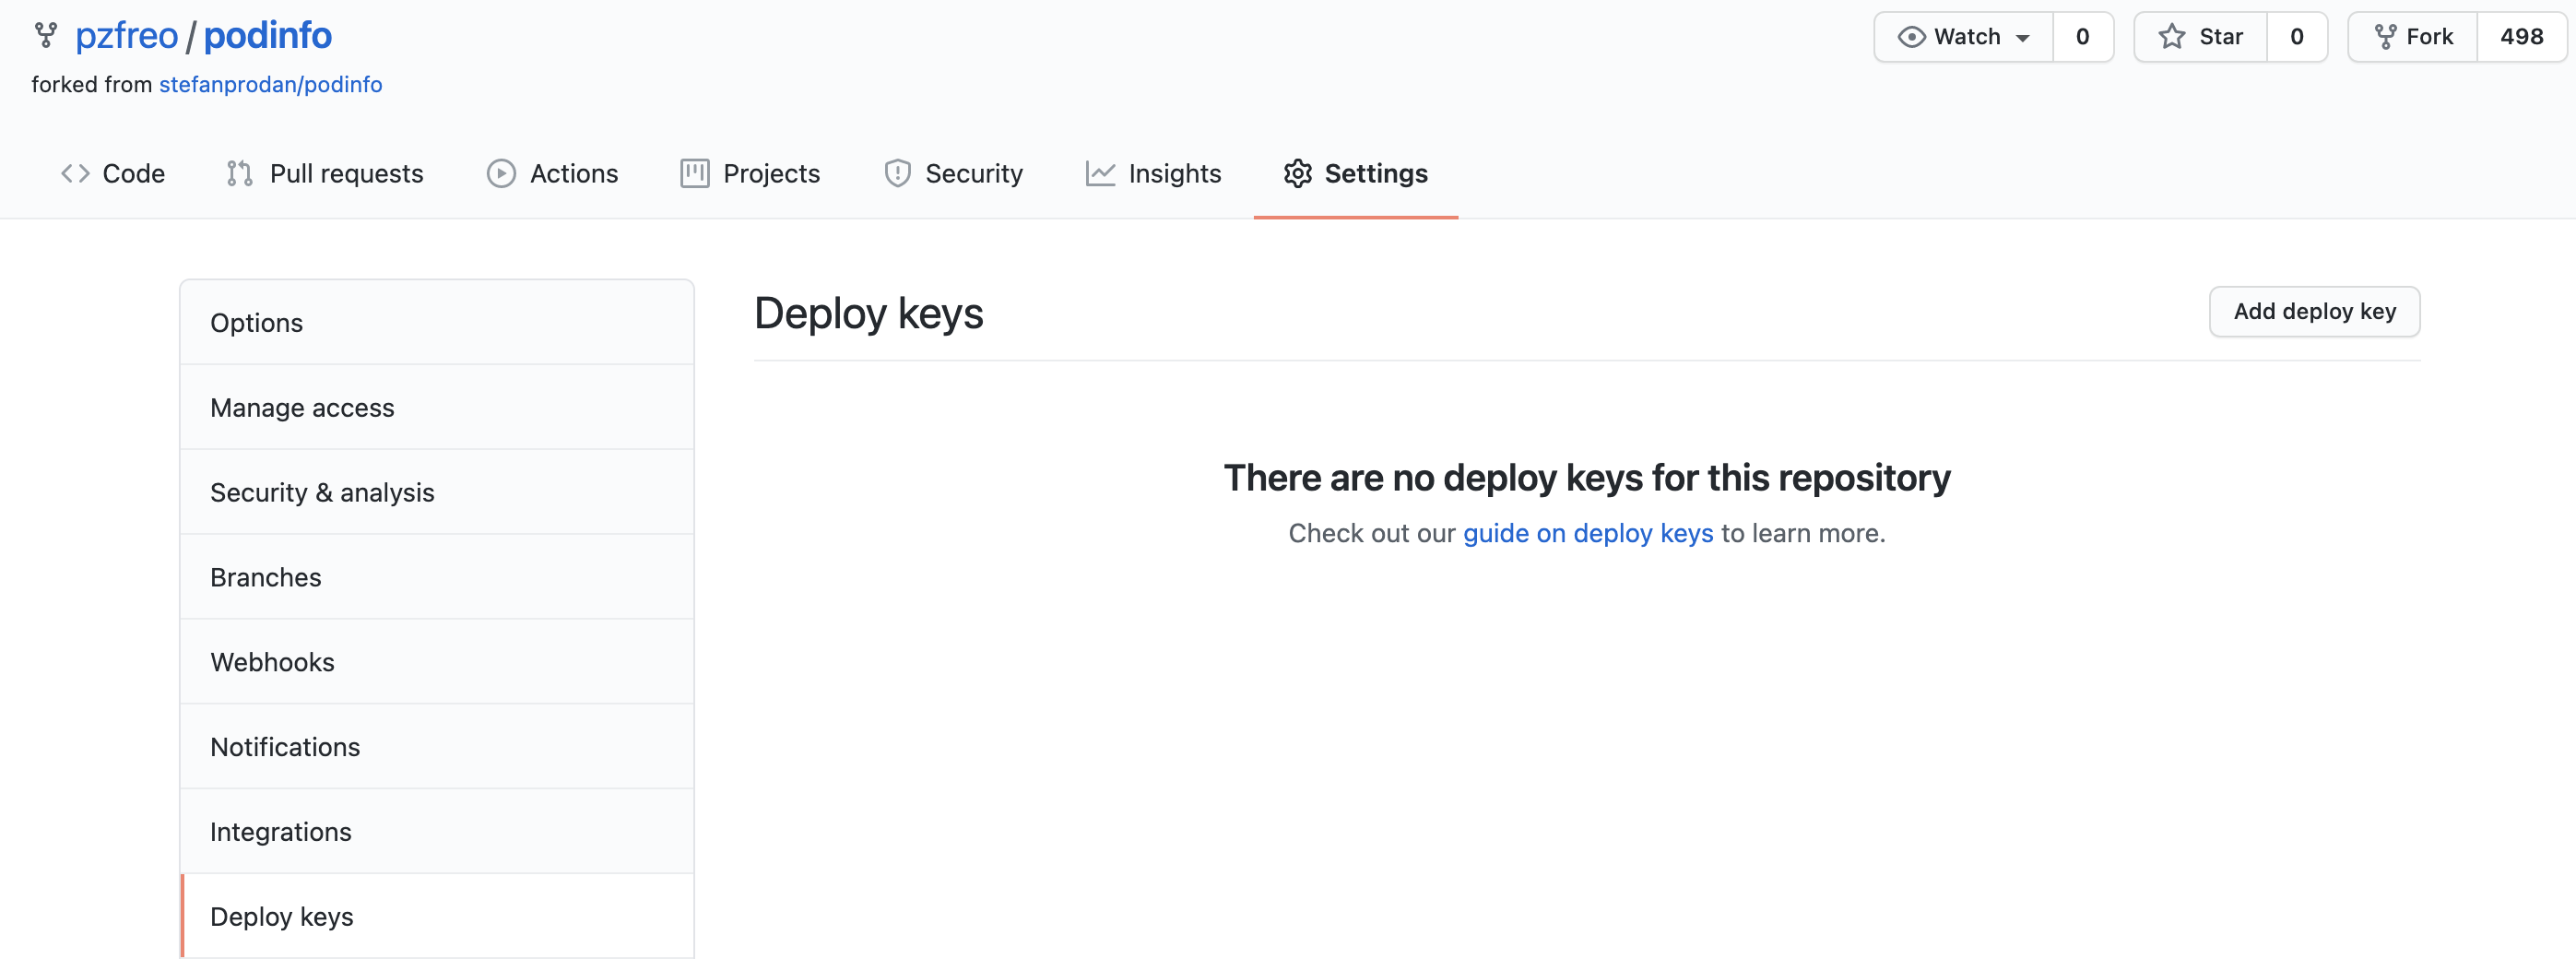 pzfreo / podinfo
Watch 0 Star 0 Fork 498
forked from stefanprodan/podinfo
Code Pull requests Actions Projects Security Insights Settings
Options
Manage access
Security & analysis
Branches
Webhooks
Notifications
Integrations
Deploy keys
Deploy keys
Add deploy key
There are no deploy keys for this repository
Check out our guide on deploy keys to learn more.